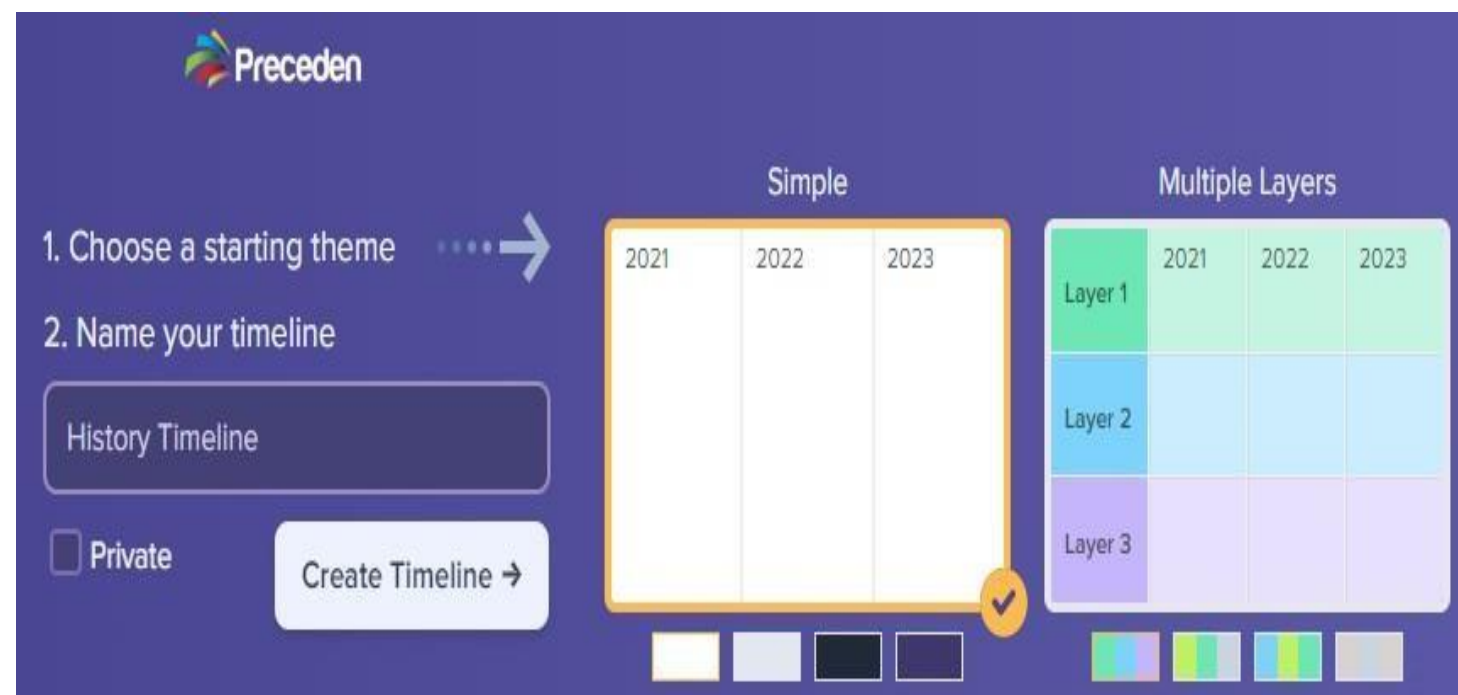 Preceden
1. Choose a starting theme
2. Name your timeline
History Timeline
Private
Create Timeline →
Simple
2021 2022 2023
Multiple Layers
2021 2022 2023
Layer 1
Layer 2
Layer 3